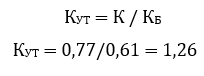 Кут = К / Кб
Кут = 0,77/0,61 = 1,26